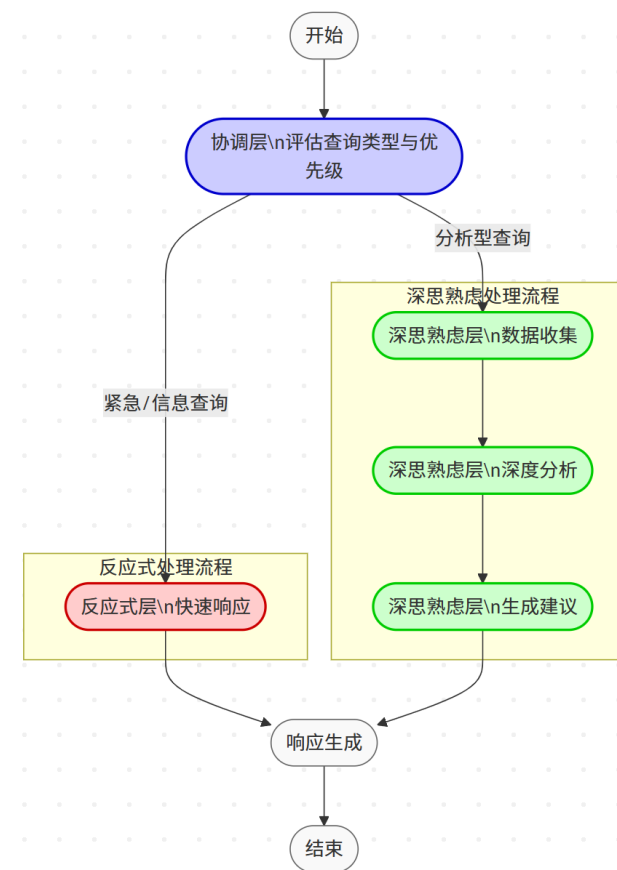 开始
协调层\n评估查询类型与优
先级
分析型查询
深思熟虑处理流程
深思熟虑层\n数据收集
紧急/信息查询
深思熟虑层\n深度分析
反应式处理流程
反应式层\n快速响应
深思熟虑层\n生成建议
响应生成
结束